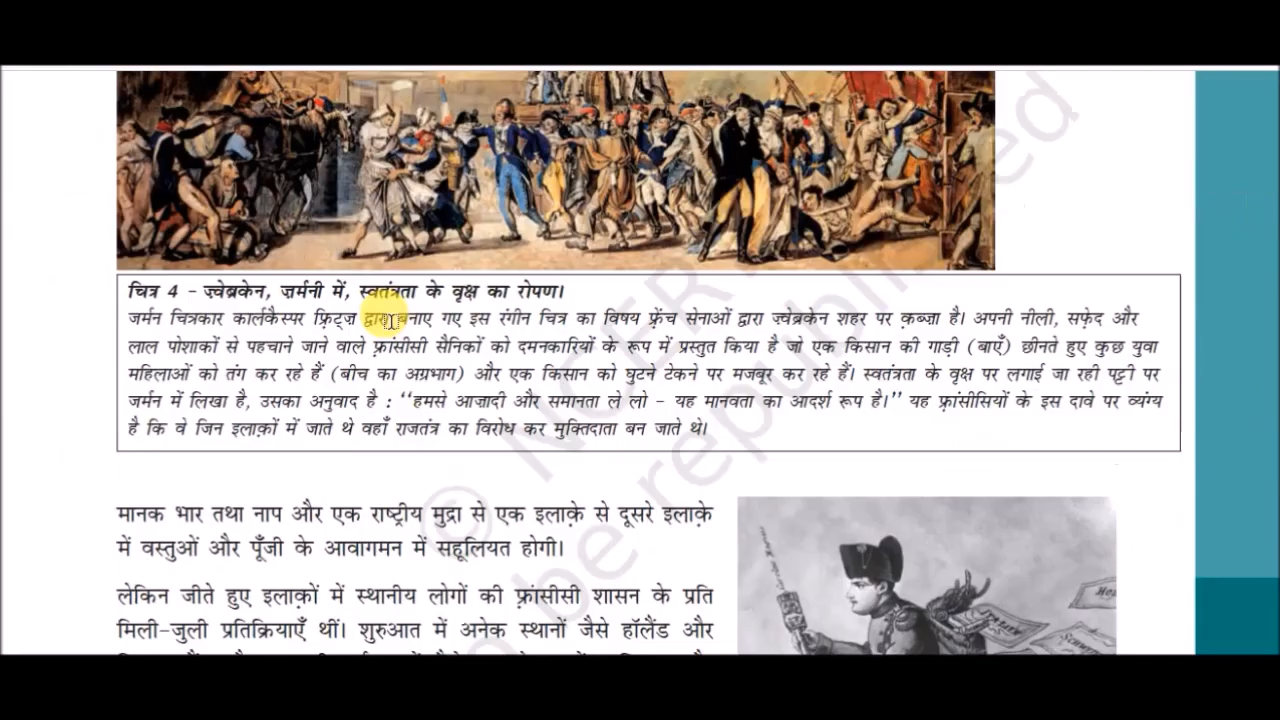 चित्र 4 – ज़्वेब्रकेन, जर्मनी में, स्वतंत्रता के वृक्ष का रोपण।
जर्मन चित्रकार कार्लकैस्पर फ़्रिट्ज़ द्वारा बनाए गए इस रंगीन चित्र का विषय फ़्रेंच सेनाओं द्वारा ज़्वेब्रकेन शहर पर क़ब्ज़ा है। अपनी नीली, सफ़ेद और
लाल पोशाकों से पहचाने जाने वाले फ़्रांसीसी सैनिकों को दमनकारियों के रूप में प्रस्तुत किया है जो एक किसान की गाड़ी (बाएँ) छीनते हुए कुछ युवा
महिलाओं को तंग कर रहे हैं (बीच का अग्रभाग) और एक किसान को घुटने टेकने पर मजबूर कर रहे हैं। स्वतंत्रता के वृक्ष पर लगाई जा रही पट्टी पर
जर्मन में लिखा है, उसका अनुवाद है : ‘‘हमसे आज़ादी और समानता ले लो – यह मानवता का आदर्श रूप है।’’ यह फ़्रांसीसियों के इस दावे पर व्यंग्य
है कि वे जिन इलाक़ों में जाते थे वहाँ राजतंत्र का विरोध कर मुक्तिदाता बन जाते थे।
मानक भार तथा नाप और एक राष्ट्रीय मुद्रा से एक इलाक़े से दूसरे इलाक़े
में वस्तुओं और पूँजी के आवागमन में सहूलियत होगी।
लेकिन जीते हुए इलाक़ों में स्थानीय लोगों की फ़्रांसीसी शासन के प्रति
मिली-जुली प्रतिक्रियाएँ थीं। शुरुआत में अनेक स्थानों जैसे हॉलैंड और
© NCER
be republished